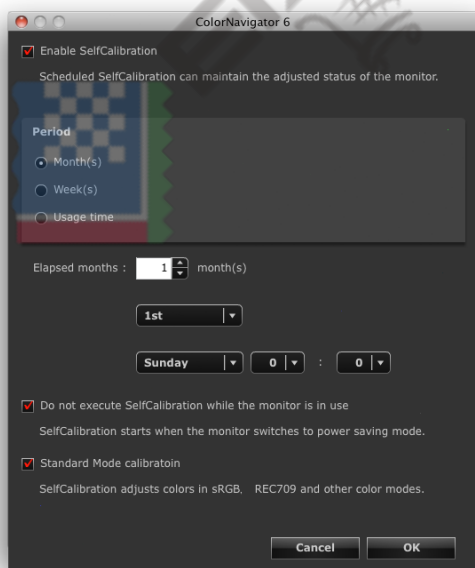 ColorNavigator 6
Enable SelfCalibration
Scheduled SelfCalibration can maintain the adjusted status of the monitor.
Period
Month(s)
Week(s)
Usage time
Elapsed months : 1 month(s)
1st
Sunday 0 : 0
Do not execute SelfCalibration while the monitor is in use
SelfCalibration starts when the monitor switches to power saving mode.
Standard Mode calibratoin
SelfCalibration adjusts colors in sRGB, REC709 and other color modes.
Cancel OK